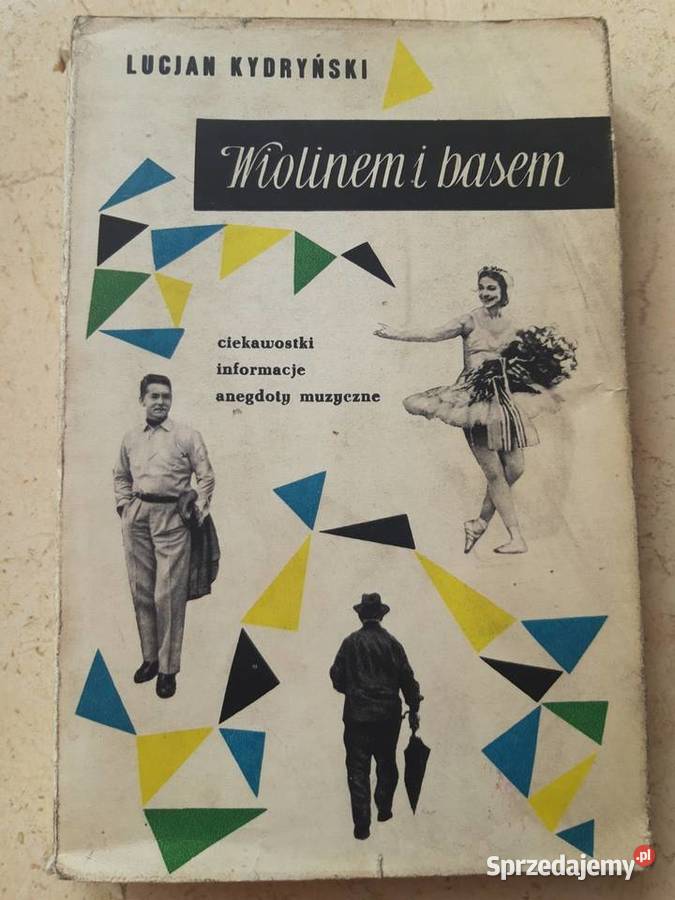 LUCJAN KYDRYŃSKI
Wiolinem i basem
ciekawostki
informacje
anegdoty muzyczne
Sprzedajemy.pl